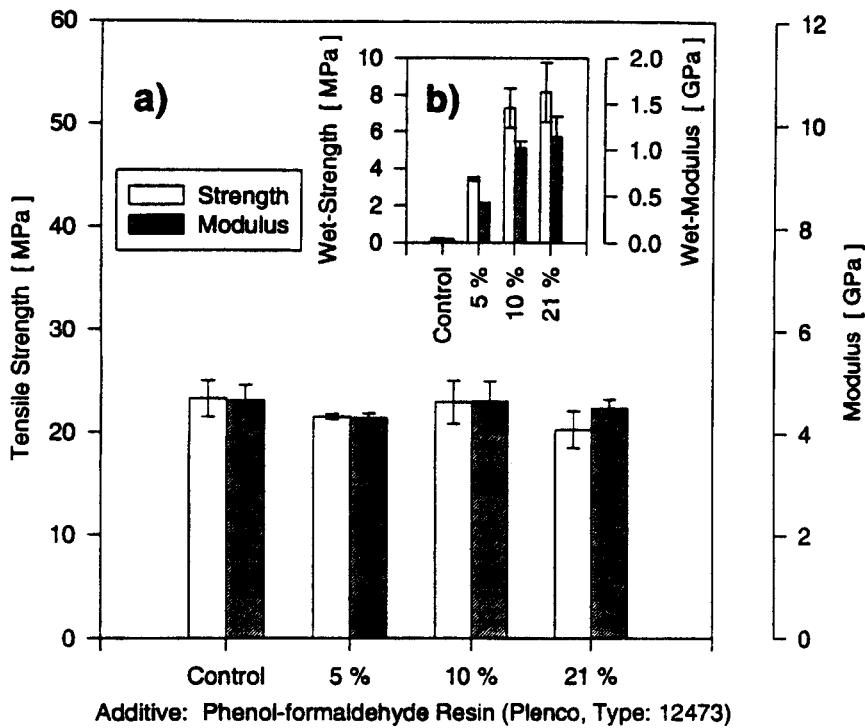 a)
b)
Strength
Modulus
Tensile Strength [ MPa]
60
50
40
30
20
10
0
Modulus [ GPa]
12
10
8
6
4
2
0
Wet-Strength [ MPa]
10
8
6
4
2
0
Wet-Modulus [ GPa]
2.0
1.5
1.0
0.5
0.0
Control
5 %
10 %
21 %
Control
5 %
10 %
21 %
Additive: Phenol-formaldehyde Resin (Plenco, Type: 12473)